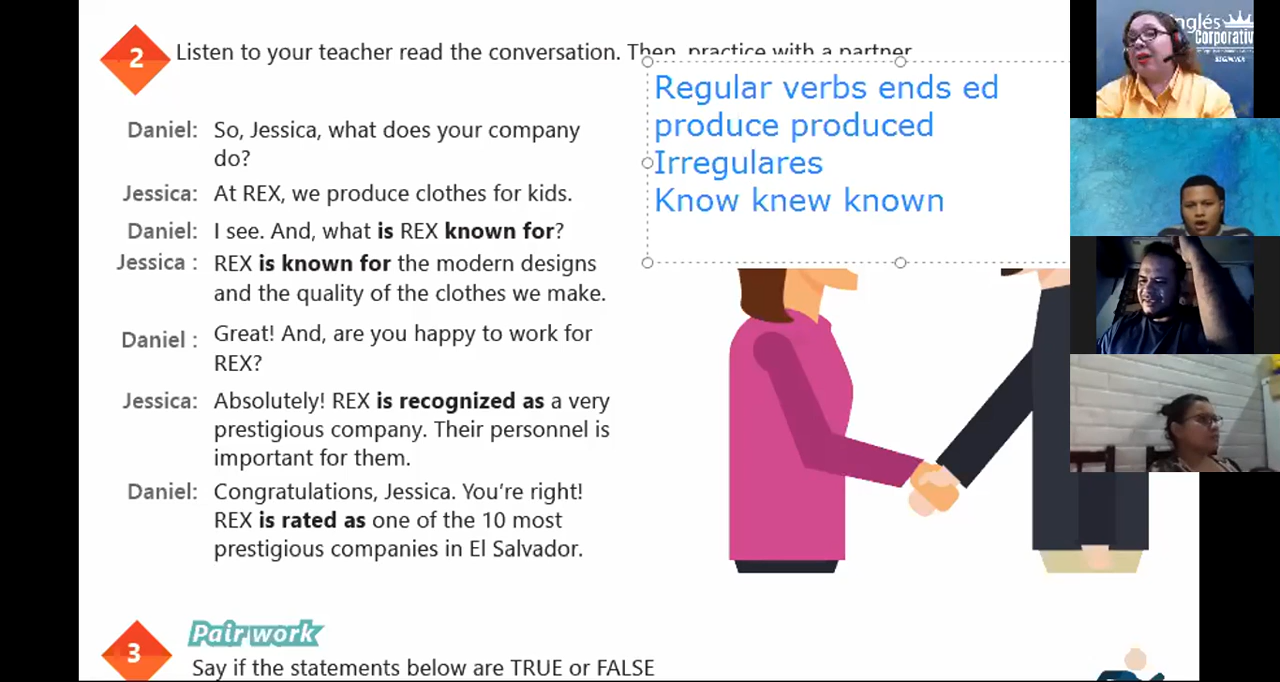 2
Listen to your teacher read the conversation. Then, practice with a partner
Regular verbs ends ed
produce produced
Irregulares
Know knew known
Daniel: So, Jessica, what does your company
do?
Jessica: At REX, we produce clothes for kids.
Daniel: I see. And, what is REX known for?
Jessica : REX is known for the modern designs
and the quality of the clothes we make.
Daniel : Great! And, are you happy to work for
REX?
Jessica: Absolutely! REX is recognized as a very
prestigious company. Their personnel is
important for them.
Daniel: Congratulations, Jessica. You're right!
REX is rated as one of the 10 most
prestigious companies in El Salvador.
3
Pair work
Say if the statements below are TRUE or FALSE
Inglés
Corporativo